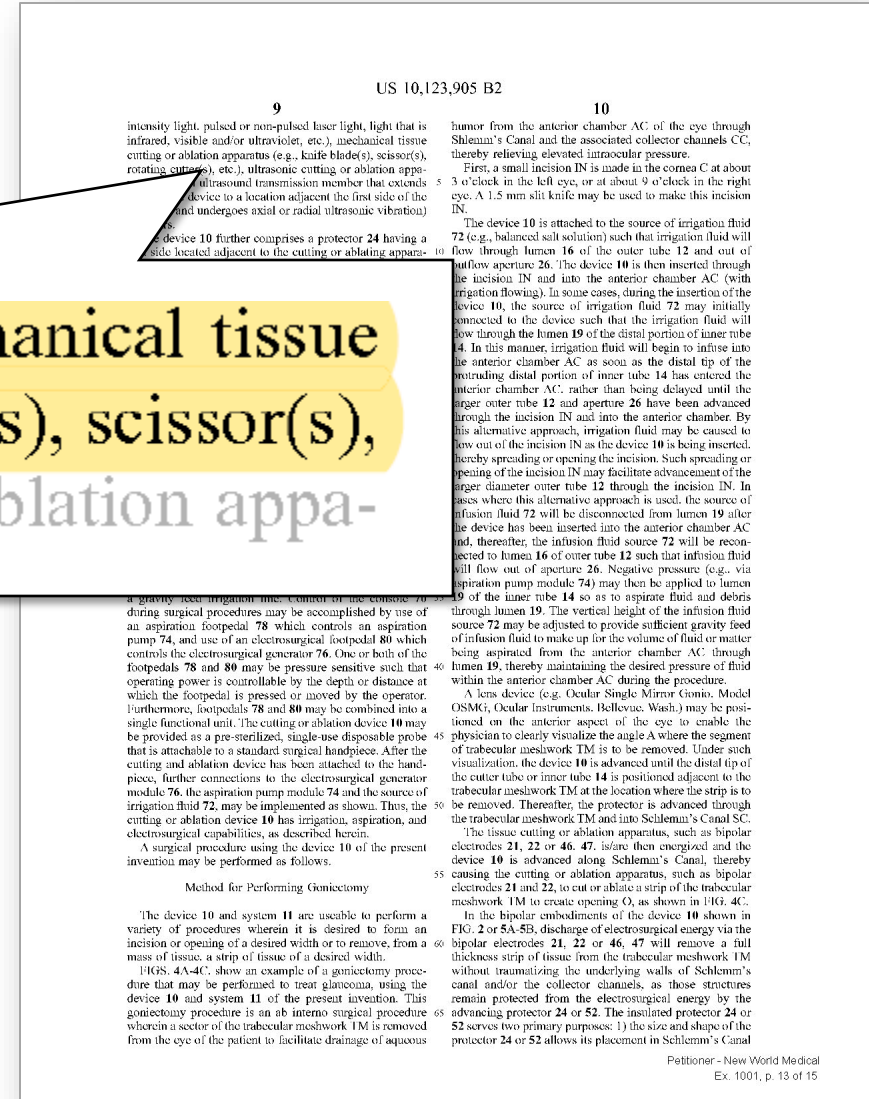 US 10,123,905 B2
9
intensity light. pulsed or non-pulsed laser light, light that is
infrared, visible and/or ultraviolet, etc.), mechanical tissue
cutting or ablation apparatus (e.g., knife blade(s), scissor(s),
rotating cutter(s), etc.), ultrasonic cutting or ablation appa-
ultrasound transmission member that extends
device to a location adjacent the first side of the
and undergoes axial or radial ultrasonic vibration)
device 10 further comprises a protector 24 having a
side located adjacent to the cutting or ablating appara-
anical tissue
s), scissor(s),
blation appa-
a gravity feed irrigation line. Control of the console 70
during surgical procedures may be accomplished by use of
an aspiration footpedal 78 which controls an aspiration
pump 74, and use of an electrosurgical footpedal 80 which
controls the electrosurgical generator 76. One or both of the
footpedals 78 and 80 may be pressure sensitive such that
operating power is controllable by the depth or distance at
which the footpedal is pressed or moved by the operator.
Furthermore, footpedals 78 and 80 may be combined into a
single functional unit. The cutting or ablation device 10 may
be provided as a pre-sterilized, single-use disposable probe
that is attachable to a standard surgical handpiece. After the
cutting and ablation device has been attached to the hand-
piece, further connections to the electrosurgical generator
module 76. the aspiration pump module 74 and the source of
irrigation fluid 72, may be implemented as shown. Thus, the
cutting or ablation device 10 has irrigation, aspiration, and
electrosurgical capabilities, as described herein.
A surgical procedure using the device 10 of the present
invention may be performed as follows.
Method for Performing Goniectomy
The device 10 and system 11 are useable to perform a
variety of procedures wherein it is desired to form an
incision or opening of a desired width or to remove, from a
mass of tissue. a strip of tissue of a desired width.
FIGS. 4A-4C. show an example of a goniectomy proce-
dure that may be performed to treat glaucoma, using the
device 10 and system 11 of the present invention. This
goniectomy procedure is an ab interno surgical procedure
wherein a sector of the trabecular meshwork TM is removed
from the eye of the patient to facilitate drainage of aqueous
5
10
35
40
45
50
55
60
65
10
humor from the anterior chamber AC of the eye through
Shlemm's Canal and the associated collector channels CC,
thereby relieving elevated intraocular pressure.
First, a small incision IN is made in the cornea C at about
3 o'clock in the left eye, or at about 9 o'clock in the right
eye. A 1.5 mm slit knife may be used to make this incision
IN.
The device 10 is attached to the source of irrigation fluid
72 (e.g., balanced salt solution) such that irrigation fluid will
flow through lumen 16 of the outer tube 12 and out of
outflow aperture 26. The device 10 is then inserted through
he incision IN and into the anterior chamber AC (with
rrigation flowing). In some cases, during the insertion of the
device 10, the source of irrigation fluid 72 may initially
onnected to the device such that the irrigation fluid will
low through the lumen 19 of the distal portion of inner tube
14. In this manner, irrigation fluid will begin to infuse into
he anterior chamber AC as soon as the distal tip of the
protruding distal portion of inner tube 14 has entered the
nterior chamber AC. rather than being delayed until the
arger outer tube 12 and aperture 26 have been advanced
hrough the incision IN and into the anterior chamber. By
his alternative approach, irrigation fluid may be caused to
low out of the incision IN as the device 10 is being inserted.
hereby spreading or opening the incision. Such spreading or
opening of the incision IN may facilitate advancement of the
arger diameter outer tube 12 through the incision IN. In
ases where this alternative approach is used. the source of
nfusion fluid 72 will be disconnected from lumen 19 after
he device has been inserted into the anterior chamber AC
nd, thereafter, the infusion fluid source 72 will be recon-
nected to lumen 16 of outer tube 12 such that infusion fluid
will flow out of aperture 26. Negative pressure (e.g.. via
aspiration pump module 74) may then be applied to lumen
19 of the inner tube 14 so as to aspirate fluid and debris
through lumen 19. The vertical height of the infusion fluid
source 72 may be adjusted to provide sufficient gravity feed
of infusion fluid to make up for the volume of fluid or matter
being aspirated from the anterior chamber AC through
lumen 19, thereby maintaining the desired pressure of fluid
within the anterior chamber AC during the procedure.
A lens device (e.g. Ocular Single Mirror Gonio. Model
OSMG, Ocular Instruments. Bellevue. Wash.) may be posi-
tioned on the anterior aspect of the eye to enable the
physician to clearly visualize the angle A where the segment
of trabecular meshwork TM is to be removed. Under such
visualization. the device 10 is advanced until the distal tip of
the cutter tube or inner tube 14 is positioned adjacent to the
trabecular meshwork TM at the location where the strip is to
be removed. Thereafter, the protector is advanced through
the trabecular meshwork TM and into Schlemm's Canal SC.
The tissue cutting or ablation apparatus, such as bipolar
electrodes 21, 22 or 46. 47. is/are then energized and the
device 10 is advanced along Schlemm's Canal, thereby
causing the cutting or ablation apparatus, such as bipolar
electrodes 21 and 22, to cut or ablate a strip of the trabecular
meshwork TM to create opening O, as shown in FIG. 4C.
In the bipolar embodiments of the device 10 shown in
FIG. 2 or 5A-5B, discharge of electrosurgical energy via the
bipolar electrodes 21, 22 or 46, 47 will remove a full
thickness strip of tissue from the trabecular meshwork TM
without traumatizing the underlying walls of Schlemm's
canal and/or the collector channels, as those structures
remain protected from the electrosurgical energy by the
advancing protector 24 or 52. The insulated protector 24 or
52 serves two primary purposes: 1) the size and shape of the
protector 24 or 52 allows its placement in Schlemm's Canal
Petitioner - New World Medical
Ex. 1001, p. 13 of 15